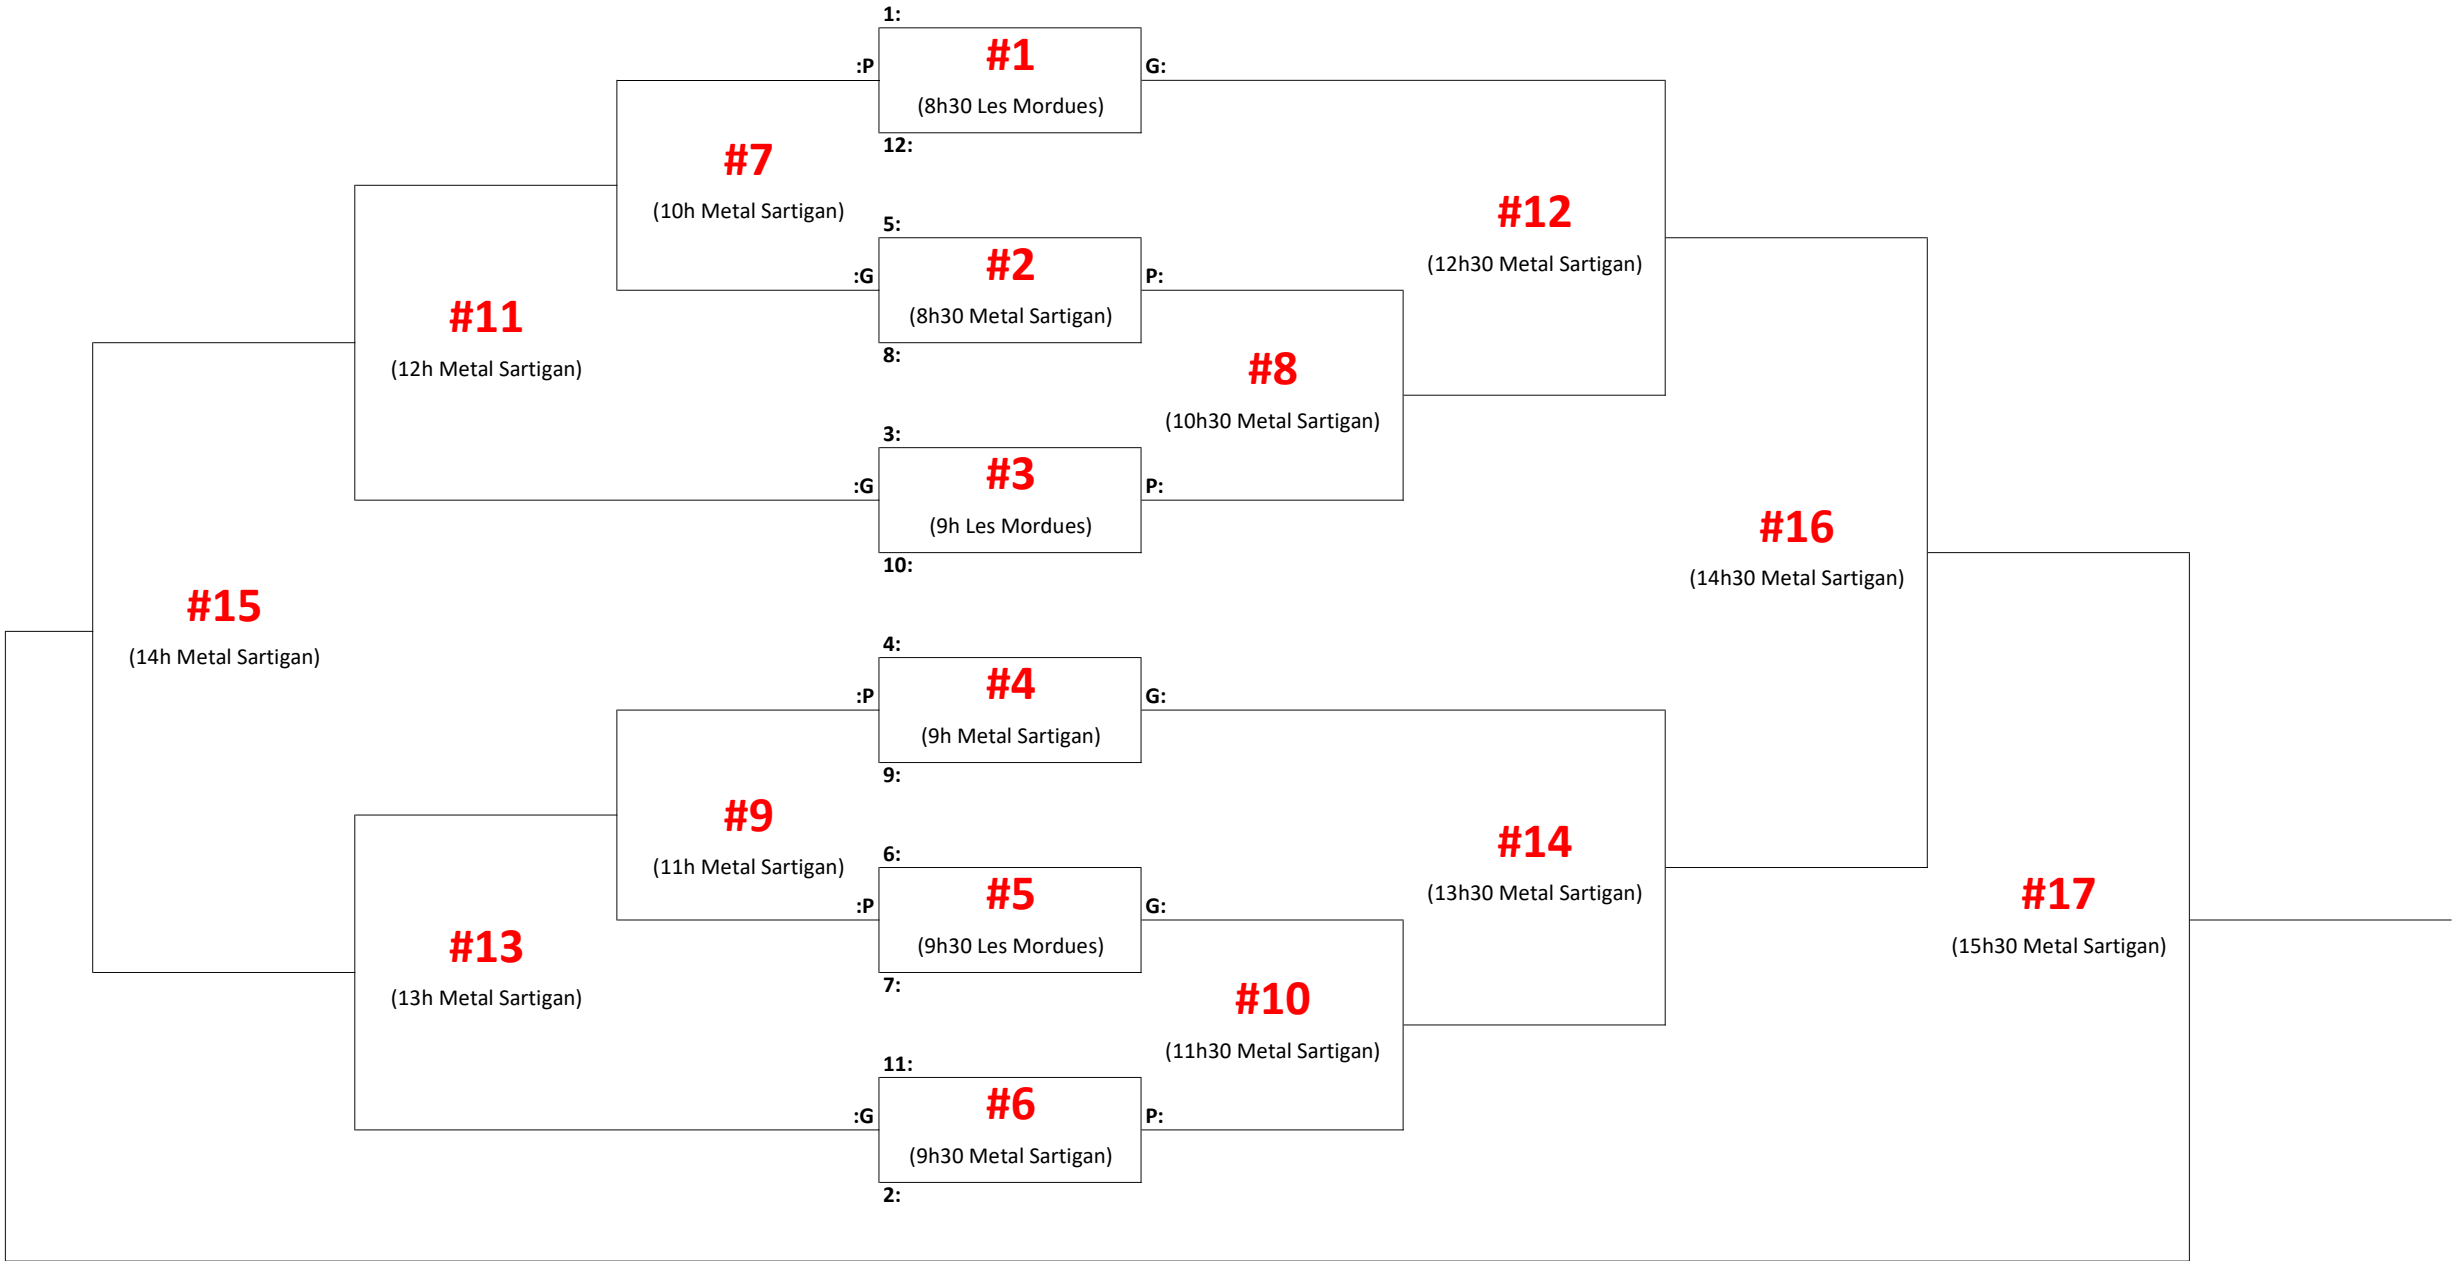 1:
:P
#1
G:
(8h30 Les Mordues)
12:
#7
(10h Metal Sartigan)
#12
(12h30 Metal Sartigan)
5:
:G
#2
P:
(8h30 Metal Sartigan)
8:
#11
(12h Metal Sartigan)
#8
(10h30 Metal Sartigan)
3:
:G
#3
P:
(9h Les Mordues)
10:
#16
(14h30 Metal Sartigan)
#15
(14h Metal Sartigan)
4:
:P
#4
G:
(9h Metal Sartigan)
9:
#9
(11h Metal Sartigan)
#14
(13h30 Metal Sartigan)
6:
:P
#5
G:
(9h30 Les Mordues)
7:
#17
(15h30 Metal Sartigan)
#13
(13h Metal Sartigan)
#10
(11h30 Metal Sartigan)
11:
:G
#6
P:
(9h30 Metal Sartigan)
2: